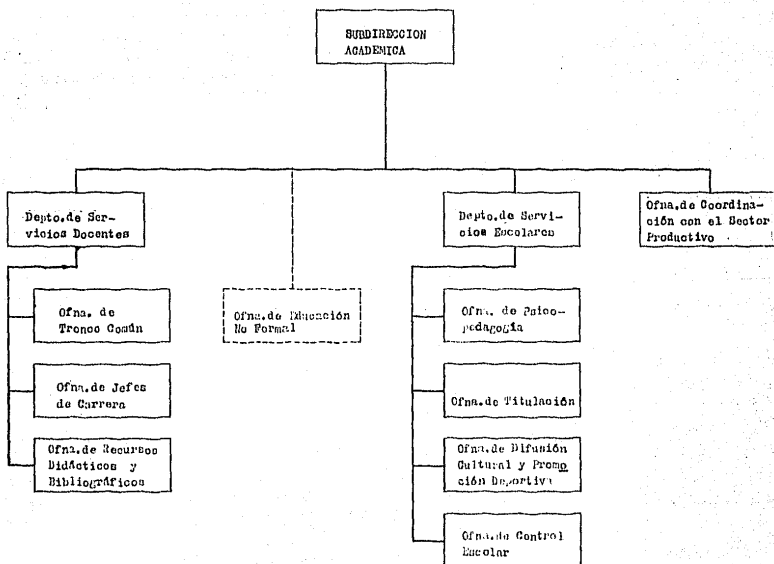 SUBDIRECCION
ACADEMICA
Depto.de Ser-
vicios Docentes
Depto.de Servi-
cios Escolares
Ofna.de Coordina-
ción con el Sector
Productivo
Ofna. de
Tronco Común
Ofna.de Educación
No Formal
Ofna. de Psico-
pedagogía
Ofna.de Jefes
de Carrera
Ofna.de Titulación
Ofna.de Recursos
Didácticos y
Bibliográficos
Ofna.de Difusión
Cultural y Promo
ción Deportiva
Ofna.de Control
Escolar